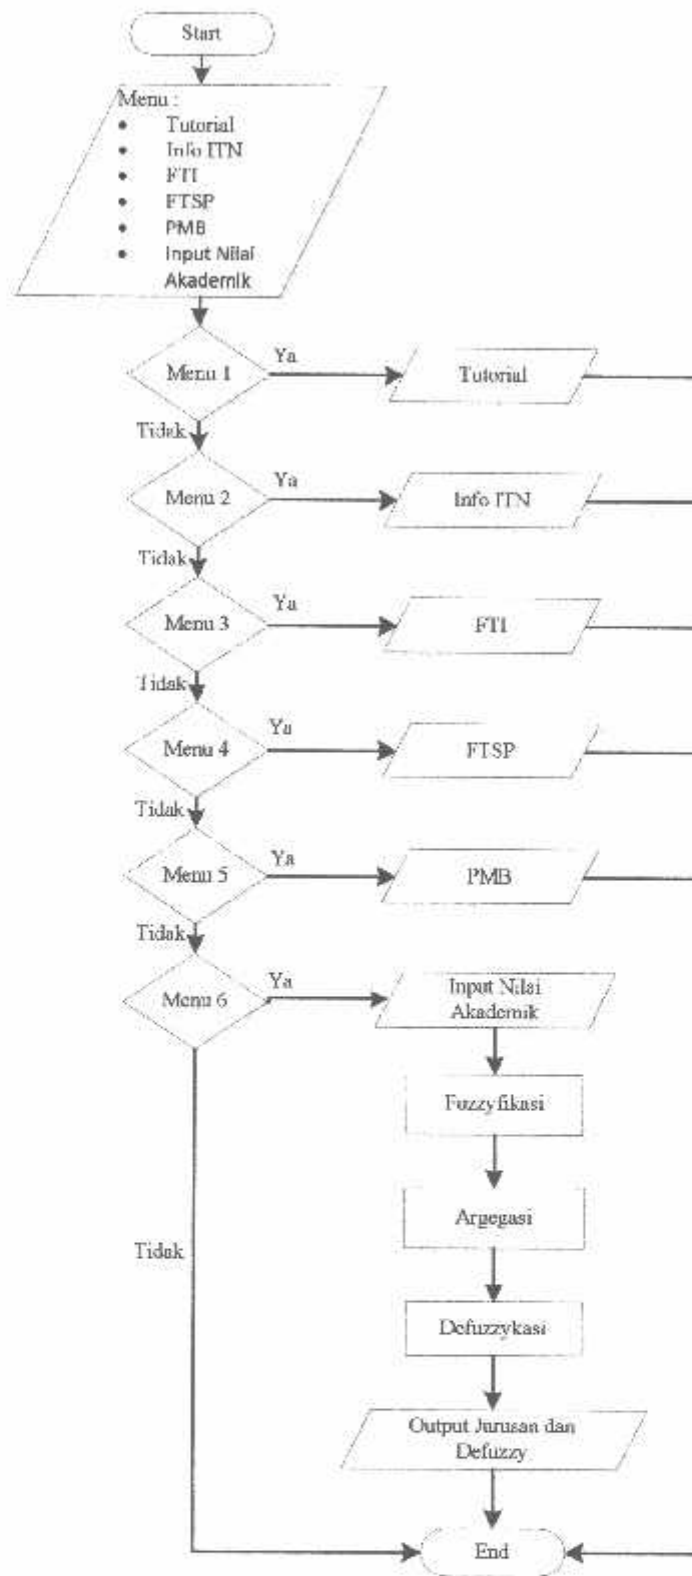 Start
Menu :
• Tutorial
• Info ITN
• FTI
• FTSP
• PMB
• Input Nilai
Akademik
Menu 1
Ya
Tutorial
Tidak
Menu 2
Ya
Info ITN
Tidak
Menu 3
Ya
FTI
Tidak
Menu 4
Ya
FTSP
Tidak
Menu 5
Ya
PMB
Tidak
Menu 6
Ya
Input Nilai
Akademik
Fuzzyfikasi
Argegasi
Tidak
Defuzzykasi
Output Jurusan dan
Defuzzy
End